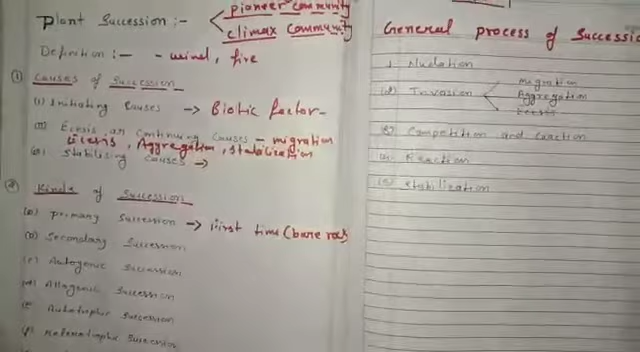 pioneer community
Plant Succession :-
climax community
Definition :- - wind, fire
(1) Causes of Succession
(i) Initiating Causes → Biotic factor-
(ii) Ecesis or Continuing Causes - migration
Ecesis, Aggregation, stabilization
(iii) Stabilising Causes →
(2) Kinds of Succession
(a) Primary Succession → First time (bare rock)
(b) Secondary Succession
(c) Autogenic Succession
(d) Allogenic Succession
(e) Autotrophic Succession
(f) Heterotrophic Succession
General process of Successio
1. Nudation
migration
(2) Invasion Aggregation
Ecesis
(3) Competition and coaction
(4) Reaction
(5) Stabilization